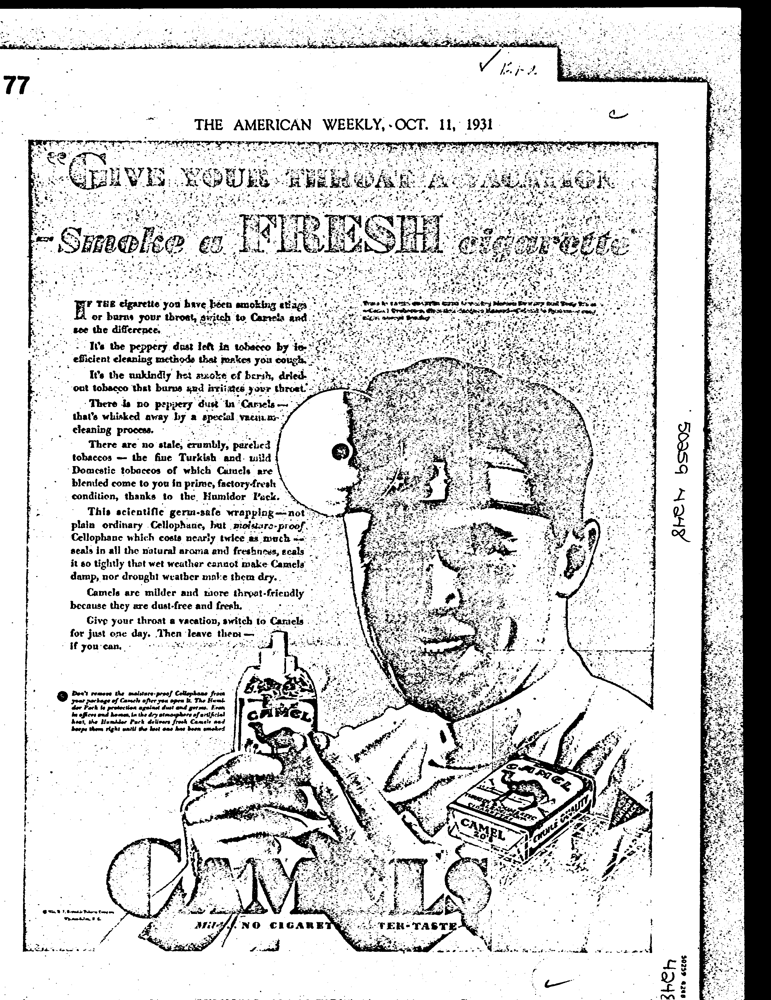 77
THE AMERICAN WEEKLY, OCT. 11, 1931
"GIVE YOUR THROAT A VACATION
-Smoke a FRESH cigarette"
IF THE cigarette you have been smoking stings
or burns your throat, switch to Camels and
see the difference.
It's the peppery dust left in tobacco by in-
efficient cleaning methods that makes you cough.
It's the unkindly hot smoke of harsh, dried-
out tobacco that burns and irritates your throat.
There is no peppery dust in Camels —
that's whisked away by a special vacuum-
cleaning process.
There are no stale, crumbly, parched
tobaccos — the fine Turkish and mild
Domestic tobaccos of which Camels are
blended come to you in prime, factory-fresh
condition, thanks to the Humidor Pack.
This scientific germ-safe wrapping—not
plain ordinary Cellophane, but moisture-proof
Cellophane which costs nearly twice as much —
seals in all the natural aroma and freshness, seals
it so tightly that wet weather cannot make Camels
damp, nor drought weather make them dry.
Camels are milder and more throat-friendly
because they are dust-free and fresh.
Give your throat a vacation, switch to Camels
for just one day. Then leave them —
if you can.
Don't remove the moisture-proof Cellophane from
your package of Camels after you open it. The Humi-
dor Pack is protection against dust and germs. Even
in offices and homes, in the dry atmosphere of artificial
heat, the Humidor Pack delivers fresh Camels and
keeps them right until the last one has been smoked
CAMEL
CAMEL
CAMEL
CHOICE QUALITY
CAMELS
NO CIGARET TER-TASTE
50859 4248